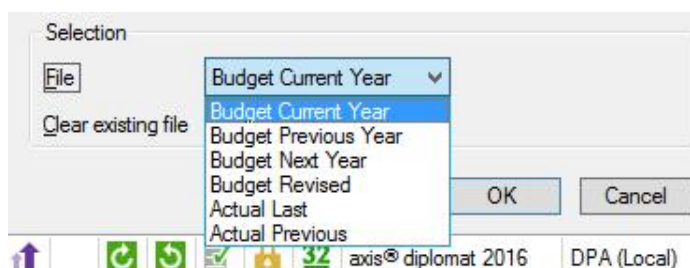 Selection
File
Budget Current Year
Clear existing file
Budget Current Year
Budget Previous Year
Budget Next Year
Budget Revised
Actual Last
Actual Previous
OK
Cancel
32
axis® diplomat 2016
DPA (Local)